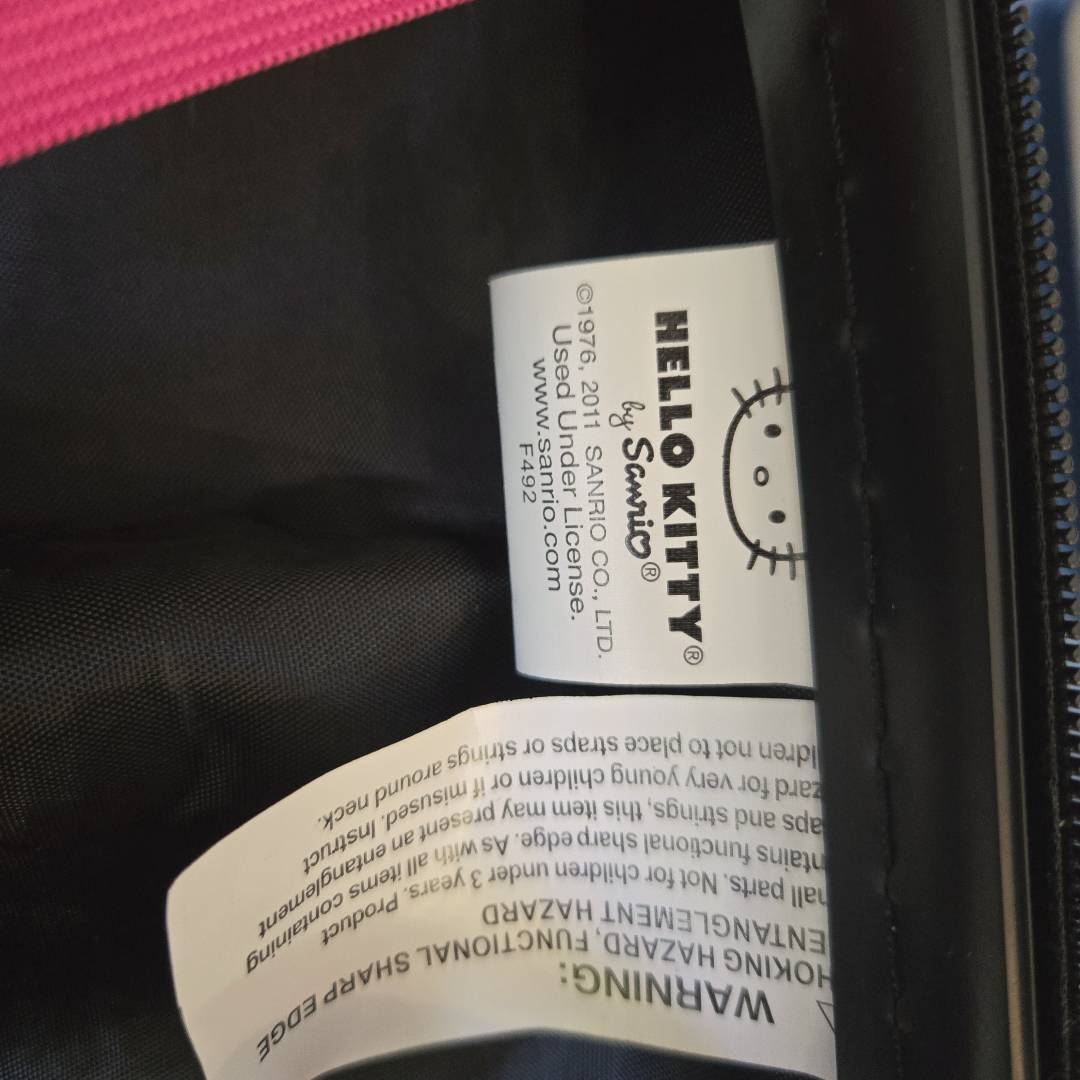 HELLO KITTY®
by Sanrio®
©1976, 2011 SANRIO CO., LTD.
Used Under License.
www.sanrio.com
F492
WARNING:
HOKING HAZARD, FUNCTIONAL SHARP EDGE
ENTANGLEMENT HAZARD
nall parts. Not for children under 3 years. Product
ntains functional sharp edge. As with all items containing
aps and strings, this item may present an entanglement
zard for very young children or if misused. Instruct
ldren not to place straps or strings around neck.